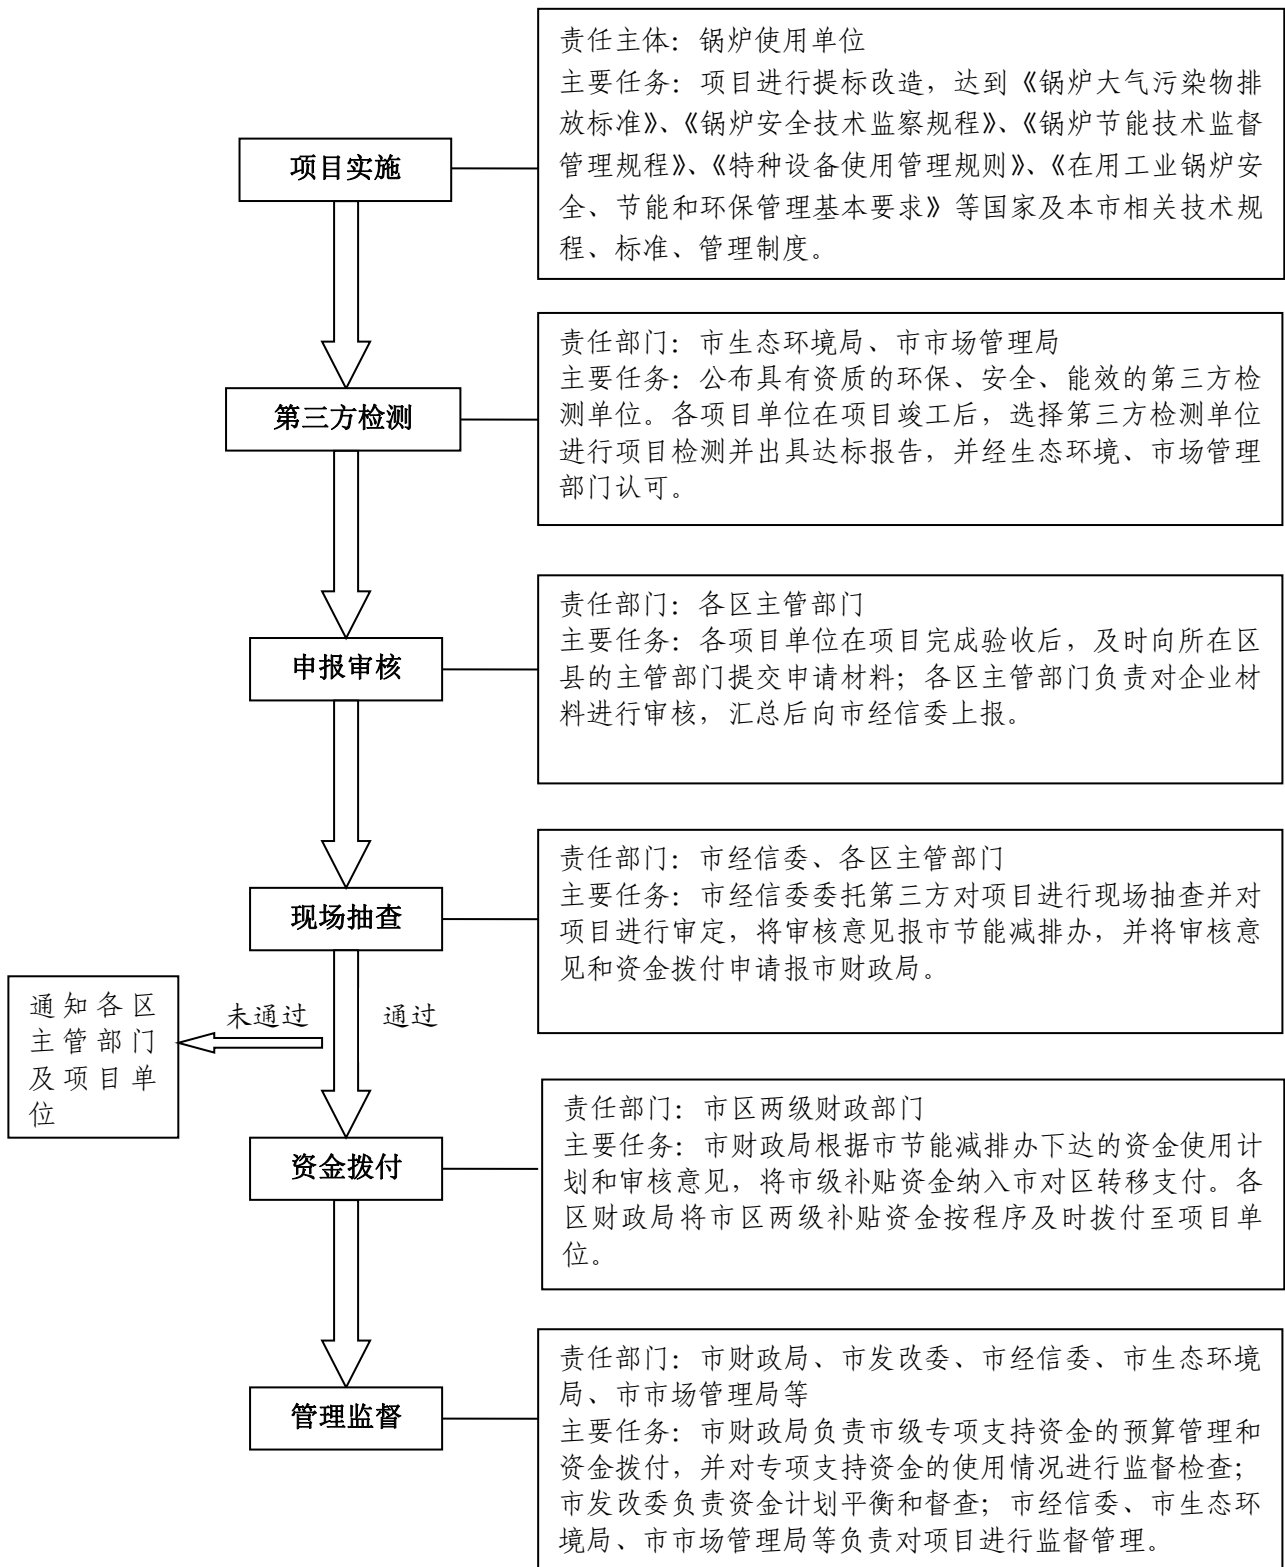 责任主体：锅炉使用单位
主要任务：项目进行提标改造，达到《锅炉大气污染物排
放标准》、《锅炉安全技术监察规程》、《锅炉节能技术监督
管理规程》、《特种设备使用管理规则》、《在用工业锅炉安
全、节能和环保管理基本要求》等国家及本市相关技术规
程、标准、管理制度。
项目实施
责任部门：市生态环境局、市市场管理局
主要任务：公布具有资质的环保、安全、能效的第三方检
测单位。各项目单位在项目竣工后，选择第三方检测单位
进行项目检测并出具达标报告，并经生态环境、市场管理
部门认可。
第三方检测
责任部门：各区主管部门
主要任务：各项目单位在项目完成验收后，及时向所在区
县的主管部门提交申请材料；各区主管部门负责对企业材
料进行审核，汇总后向市经信委上报。
申报审核
责任部门：市经信委、各区主管部门
主要任务：市经信委委托第三方对项目进行现场抽查并对
项目进行审定，将审核意见报市节能减排办，并将审核意
见和资金拨付申请报市财政局。
现场抽查
通知各区
主管部门
及项目单
位
未通过
通过
责任部门：市区两级财政部门
主要任务：市财政局根据市节能减排办下达的资金使用计
划和审核意见，将市级补贴资金纳入市对区转移支付。各
区财政局将市区两级补贴资金按程序及时拨付至项目单
位。
资金拨付
责任部门：市财政局、市发改委、市经信委、市生态环境
局、市市场管理局等
主要任务：市财政局负责市级专项支持资金的预算管理和
资金拨付，并对专项支持资金的使用情况进行监督检查；
市发改委负责资金计划平衡和督查；市经信委、市生态环
境局、市市场管理局等负责对项目进行监督管理。
管理监督